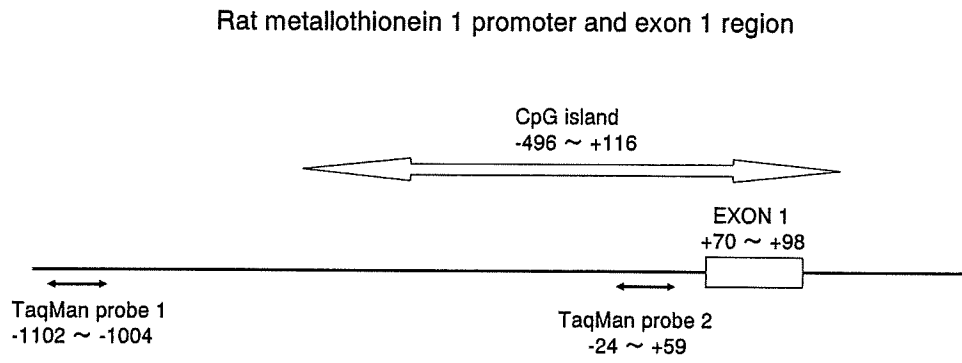 Rat metallothionein 1 promoter and exon 1 region
CpG island
-496 ~ +116
EXON 1
+70 ~ +98
TaqMan probe 1
-1102 ~ -1004
TaqMan probe 2
-24 ~ +59